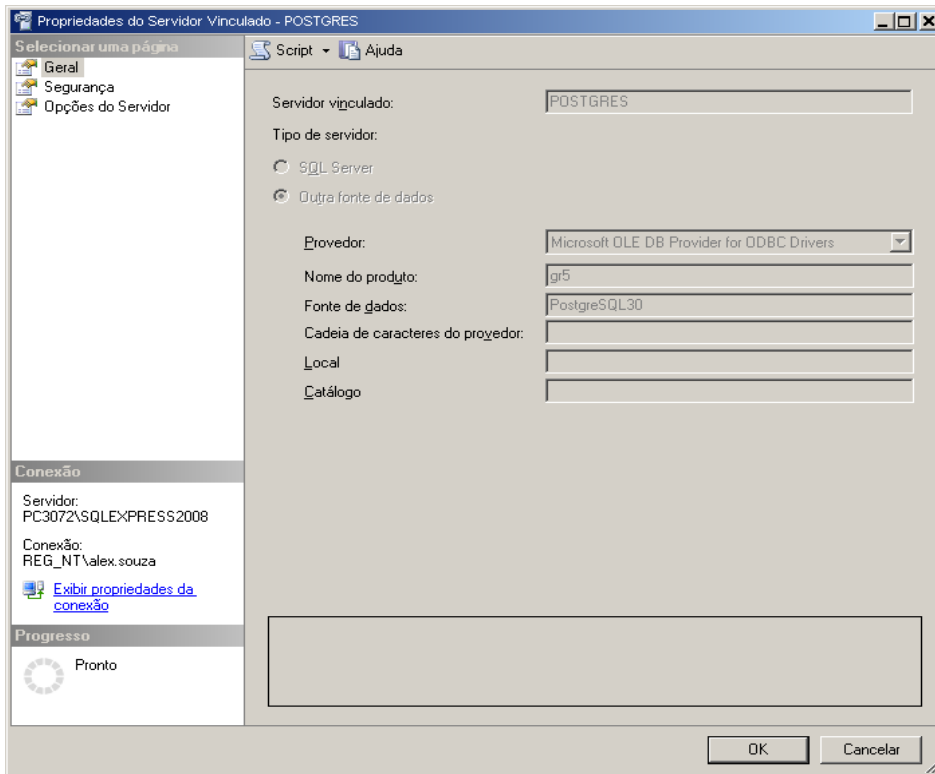 Propriedades do Servidor Vinculado - POSTGRES
Selecionar uma página
Geral
Segurança
Opções do Servidor
Script
Ajuda
Servidor vinculado: POSTGRES
Tipo de servidor:
SQL Server
Outra fonte de dados
Provedor: Microsoft OLE DB Provider for ODBC Drivers
Nome do produto: gr5
Fonte de dados: PostgreSQL30
Cadeia de caracteres do provedor:
Local
Catálogo
Conexão
Servidor:
PC3072\SQLEXPRESS2008
Conexão:
REG_NT\alex.souza
Exibir propriedades da
conexão
Progresso
Pronto
OK
Cancelar